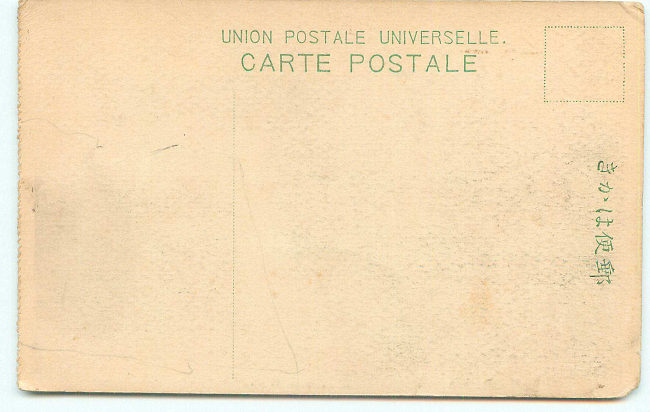 UNION POSTALE UNIVERSELLE.
CARTE POSTALE
きかは便郵